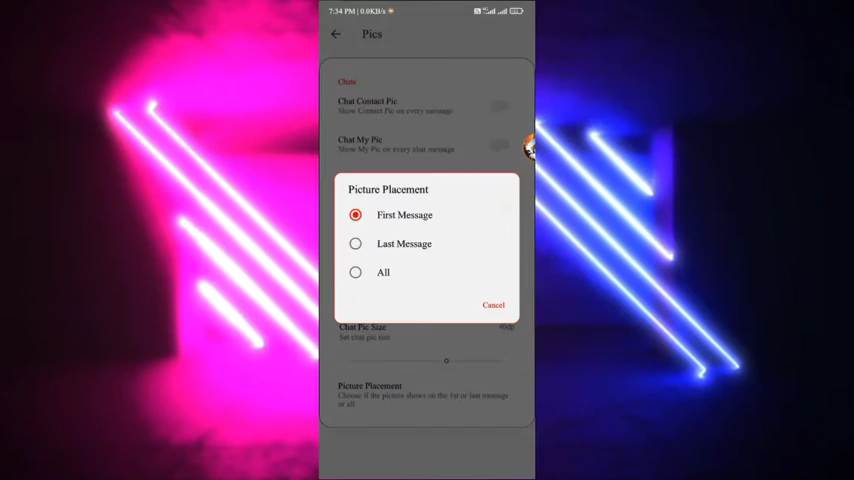 7:34 PM | 0.0KB/s
Pics
Chats
Chat Contact Pic
Show Contact Pic on every message
Chat My Pic
Show My Pic on every chat message
Picture Placement
First Message
Last Message
All
Cancel
Chat Pic Size
Set chat pic size
Picture Placement
Choose if the picture shows on the 1st or last message
or all